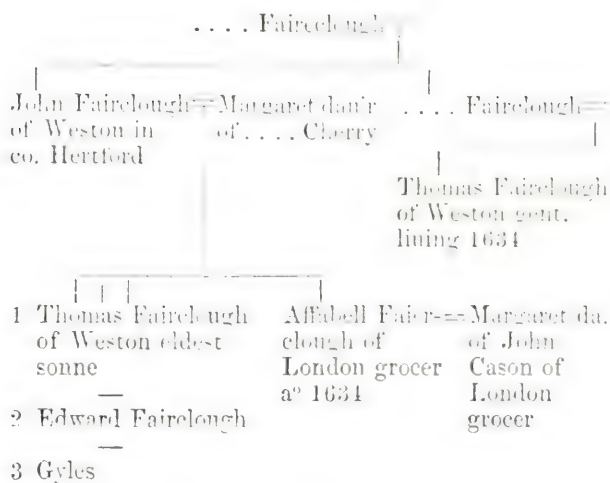 .... Faireclough
John Fairclough
of Weston in
co. Hertford
Margaret dau'r
of .... Cherry
.... Fairclough
Thomas Fairclough
of Weston gent.
liuing 1634
1 Thomas Fairclough
of Weston eldest
sonne
2 Edward Fairclough
3 Gyles
Affabell Faier-
clough of
London grocer
aº 1634
Margaret da.
of John
Cason of
London
grocer